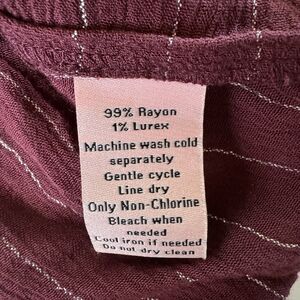 99% Rayon
1% Lurex
Machine wash cold
separately
Gentle cycle
Line dry
Only Non-Chlorine
Bleach when
needed
Cool iron if needed
Do not dry clean